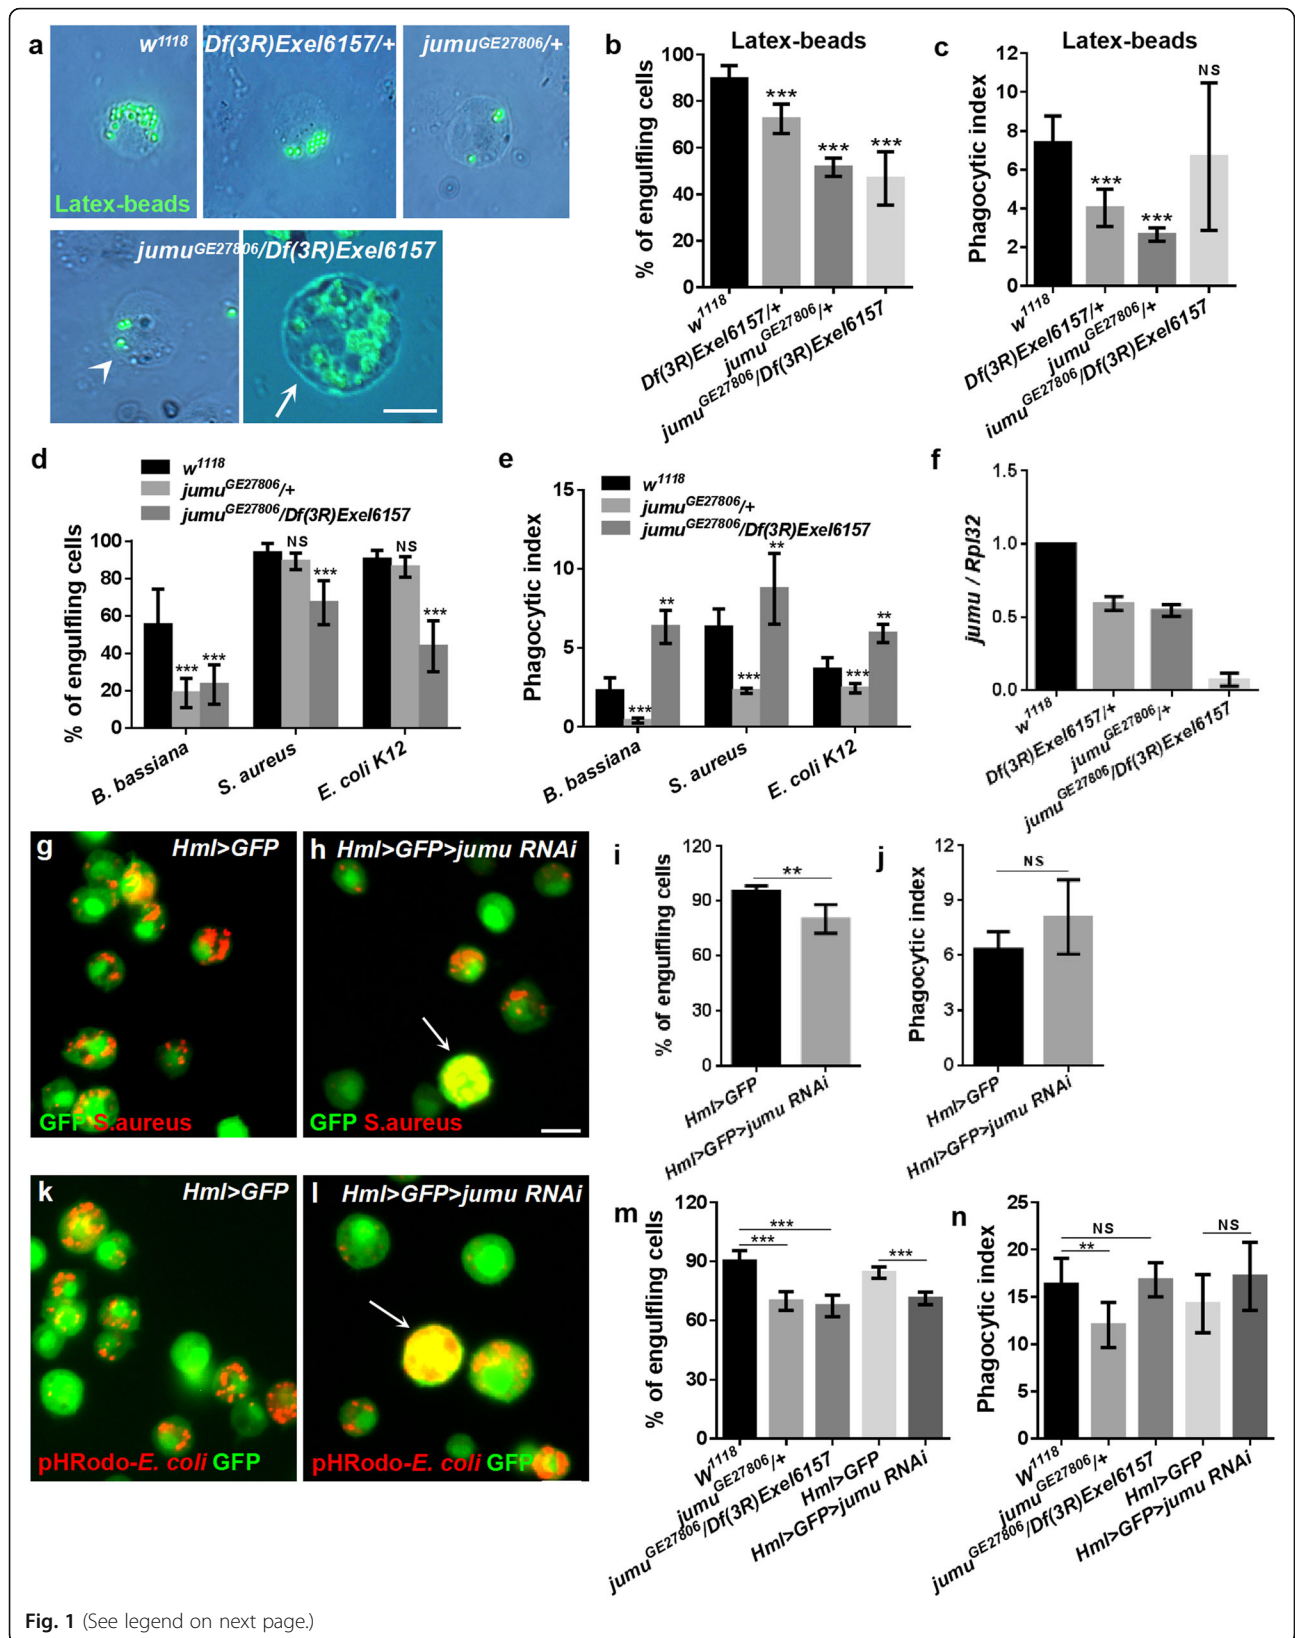 a
w1118
Df(3R)Exel6157/+
jumuGE27806/+
Latex-beads
jumuGE27806/Df(3R)Exel6157
b
Latex-beads
% of engulfling cells
100
80
60
40
20
0
***
***
***
w1118
Df(3R)Exel6157/+
jumuGE27806/+
jumuGE27806/Df(3R)Exel6157
c
Latex-beads
Phagocytic index
12
10
8
6
4
2
0
***
***
NS
w1118
Df(3R)Exel6157/+
jumuGE27806/+
iumuGE27806/Df(3R)Exel6157
d
w1118
jumuGE27806/+
jumuGE27806/Df(3R)Exel6157
% of engulfling cells
100
80
60
40
20
0
***
***
NS
***
NS
***
B. bassiana
S. aureus
E. coli K12
e
w1118
jumuGE27806/+
jumuGE27806/Df(3R)Exel6157
Phagocytic index
15
10
5
0
***
**
***
**
***
**
B. bassiana
S. aureus
E. coli K12
f
jumu / Rpl32
1.5
1.0
0.5
0.0
w1118
Df(3R)Exel6157/+
jumuGE27806/+
jumuGE27806/Df(3R)Exel6157
g
Hml>GFP
GFP S.aureus
h
Hml>GFP>jumu RNAi
GFP S.aureus
i
% of engulfling cells
120
90
60
30
0
**
Hml>GFP
Hml>GFP>jumu RNAi
j
Phagocytic index
12
9
6
3
0
NS
Hml>GFP
Hml>GFP>jumu RNAi
k
Hml>GFP
pHRodo-E. coli GFP
l
Hml>GFP>jumu RNAi
pHRodo-E. coli GFP
m
% of engulfling cells
120
90
60
30
0
***
***
***
W1118
jumuGE27806/+
jumuGE27806/Df(3R)Exel6157
Hml>GFP
Hml>GFP>jumu RNAi
n
Phagocytic index
25
20
15
10
5
0
NS
**
NS
W1118
jumuGE27806/+
jumuGE27806/Df(3R)Exel6157
Hml>GFP
Hml>GFP>jumu RNAi
Fig. 1 (See legend on next page.)